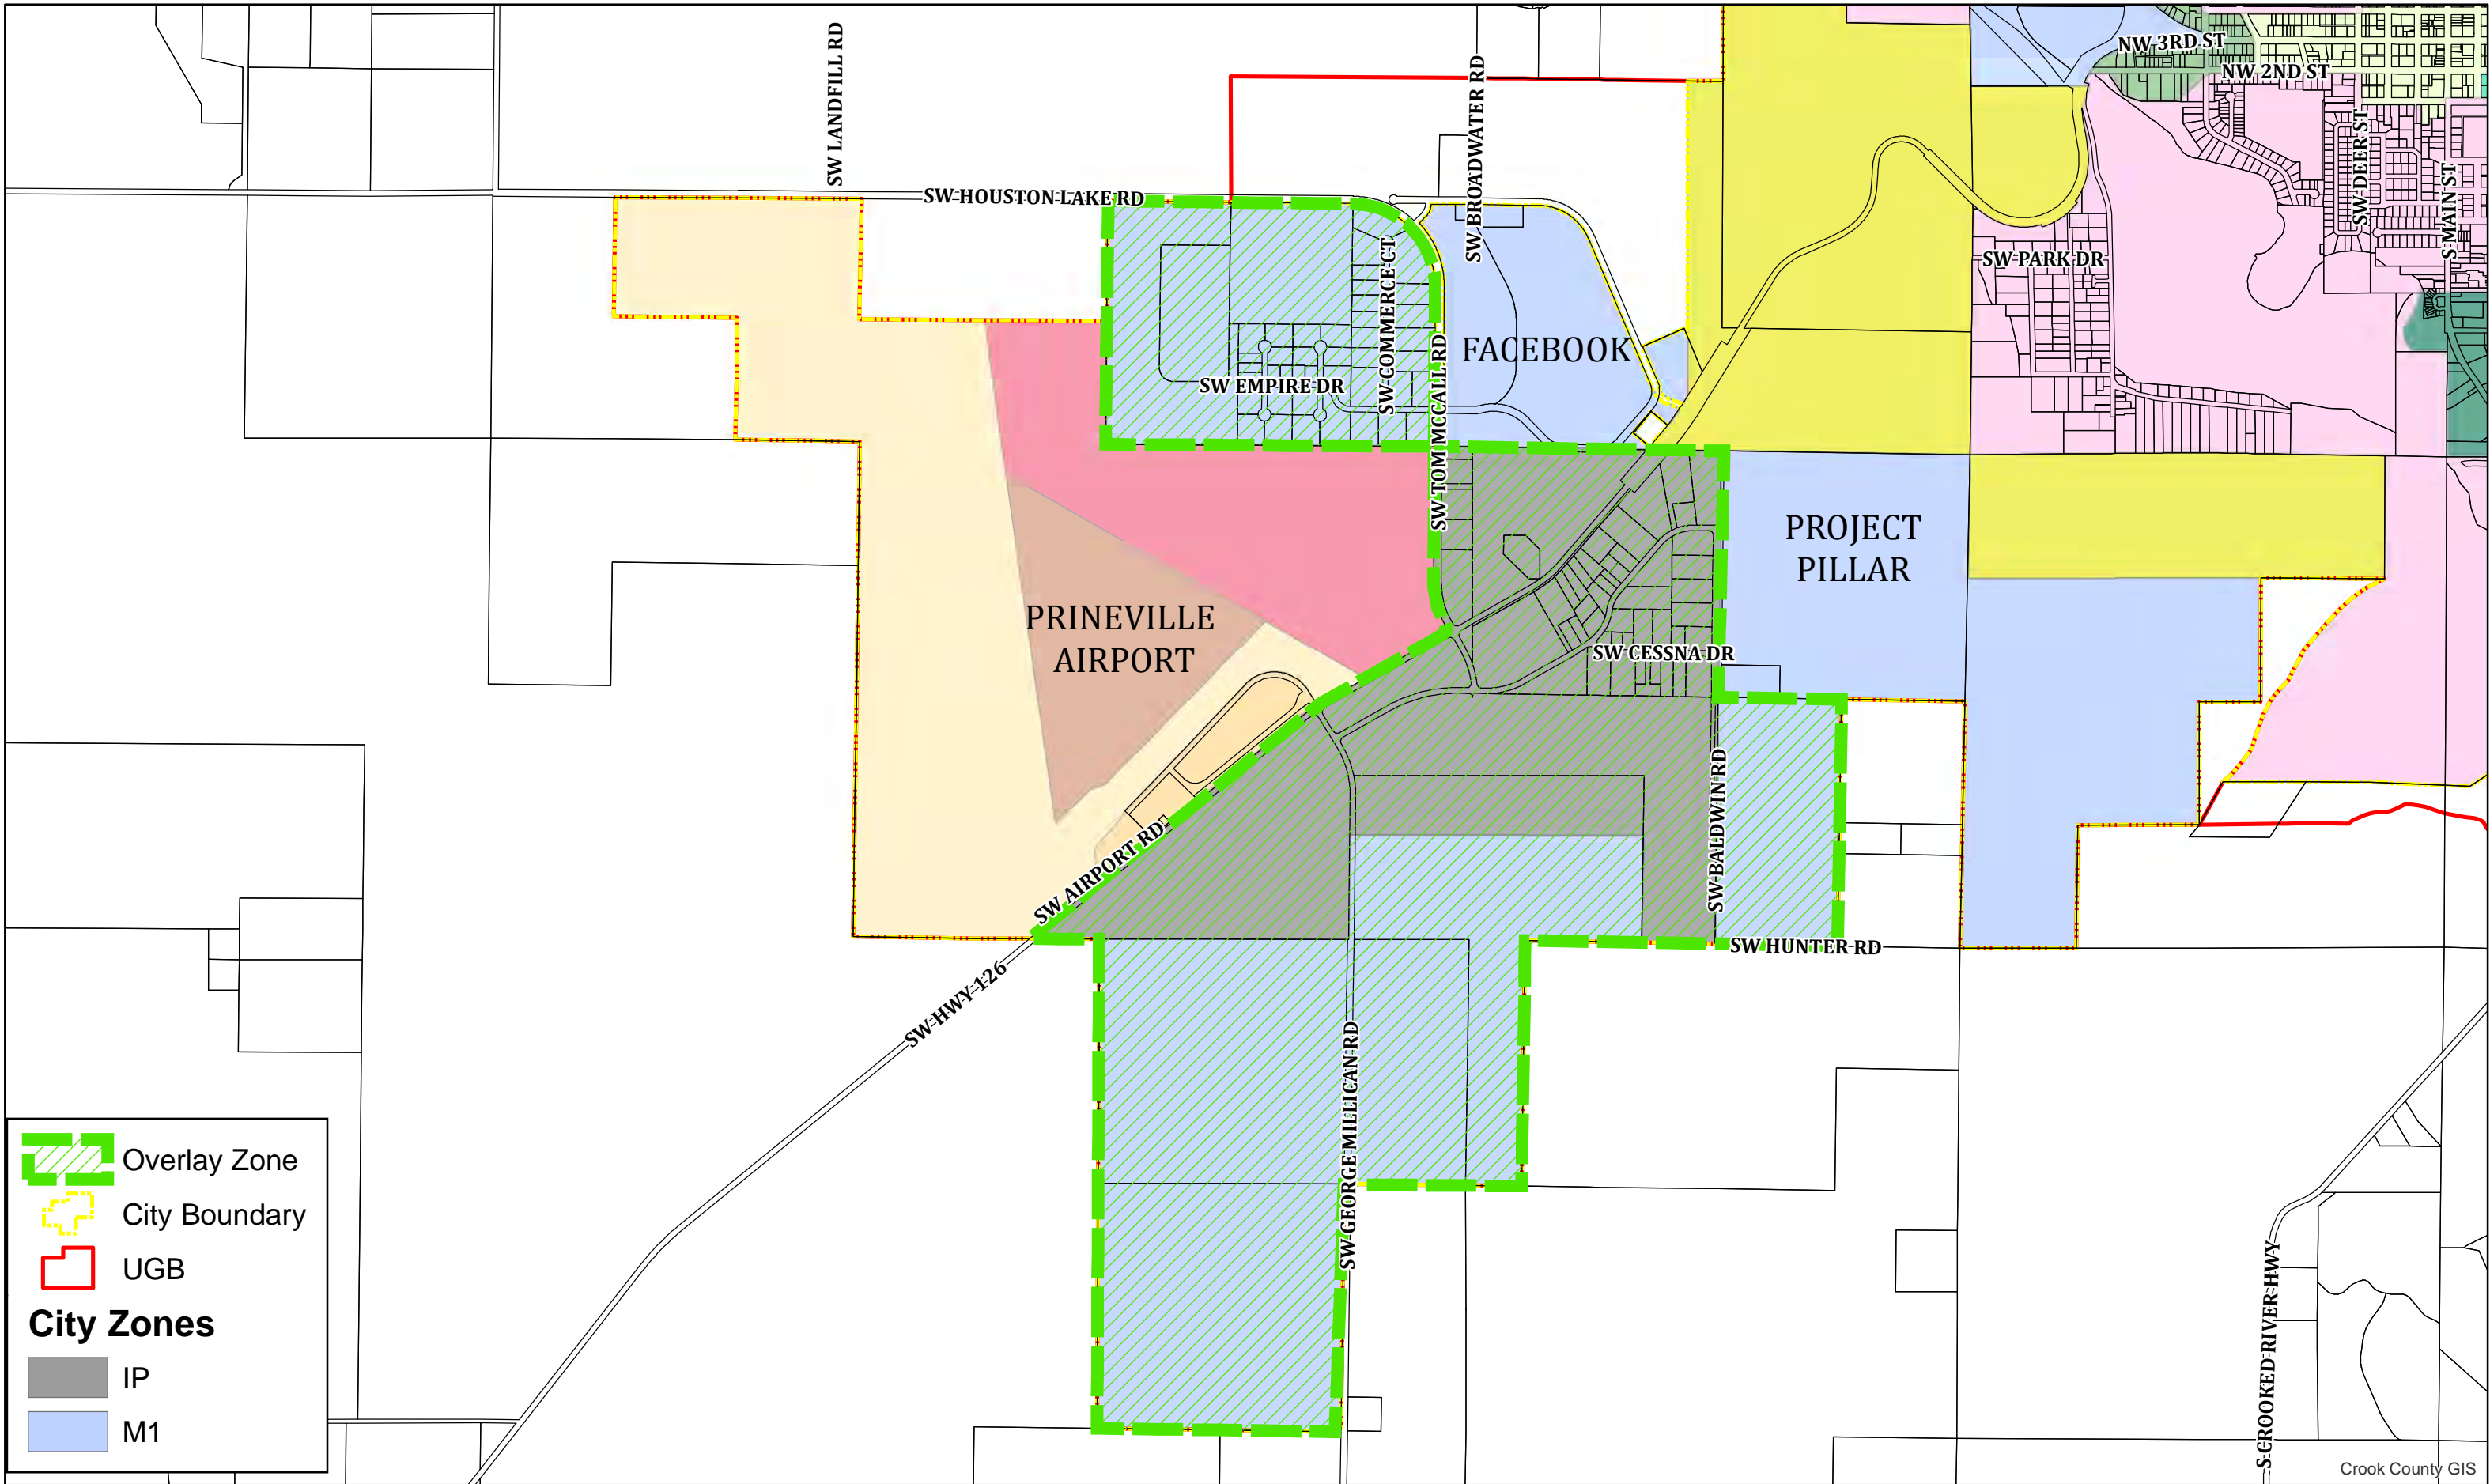 NW 3RD ST
NW 2ND ST
SW LANDFILL RD
SW BROADWATER RD
SW DEER ST
S MAIN ST
SW HOUSTON LAKE RD
SW PARK DR
SW COMMERCE CT
FACEBOOK
SW EMPIRE DR
SW TOM MCCALL RD
PROJECT
PILLAR
PRINEVILLE
AIRPORT
SW CESSNA DR
SW BALDWIN RD
SW AIRPORT RD
SW HUNTER RD
SW HWY 126
SW GEORGE MILLICAN RD
S CROOKED RIVER HWY
Overlay Zone
City Boundary
UGB
City Zones
IP
M1
Crook County GIS